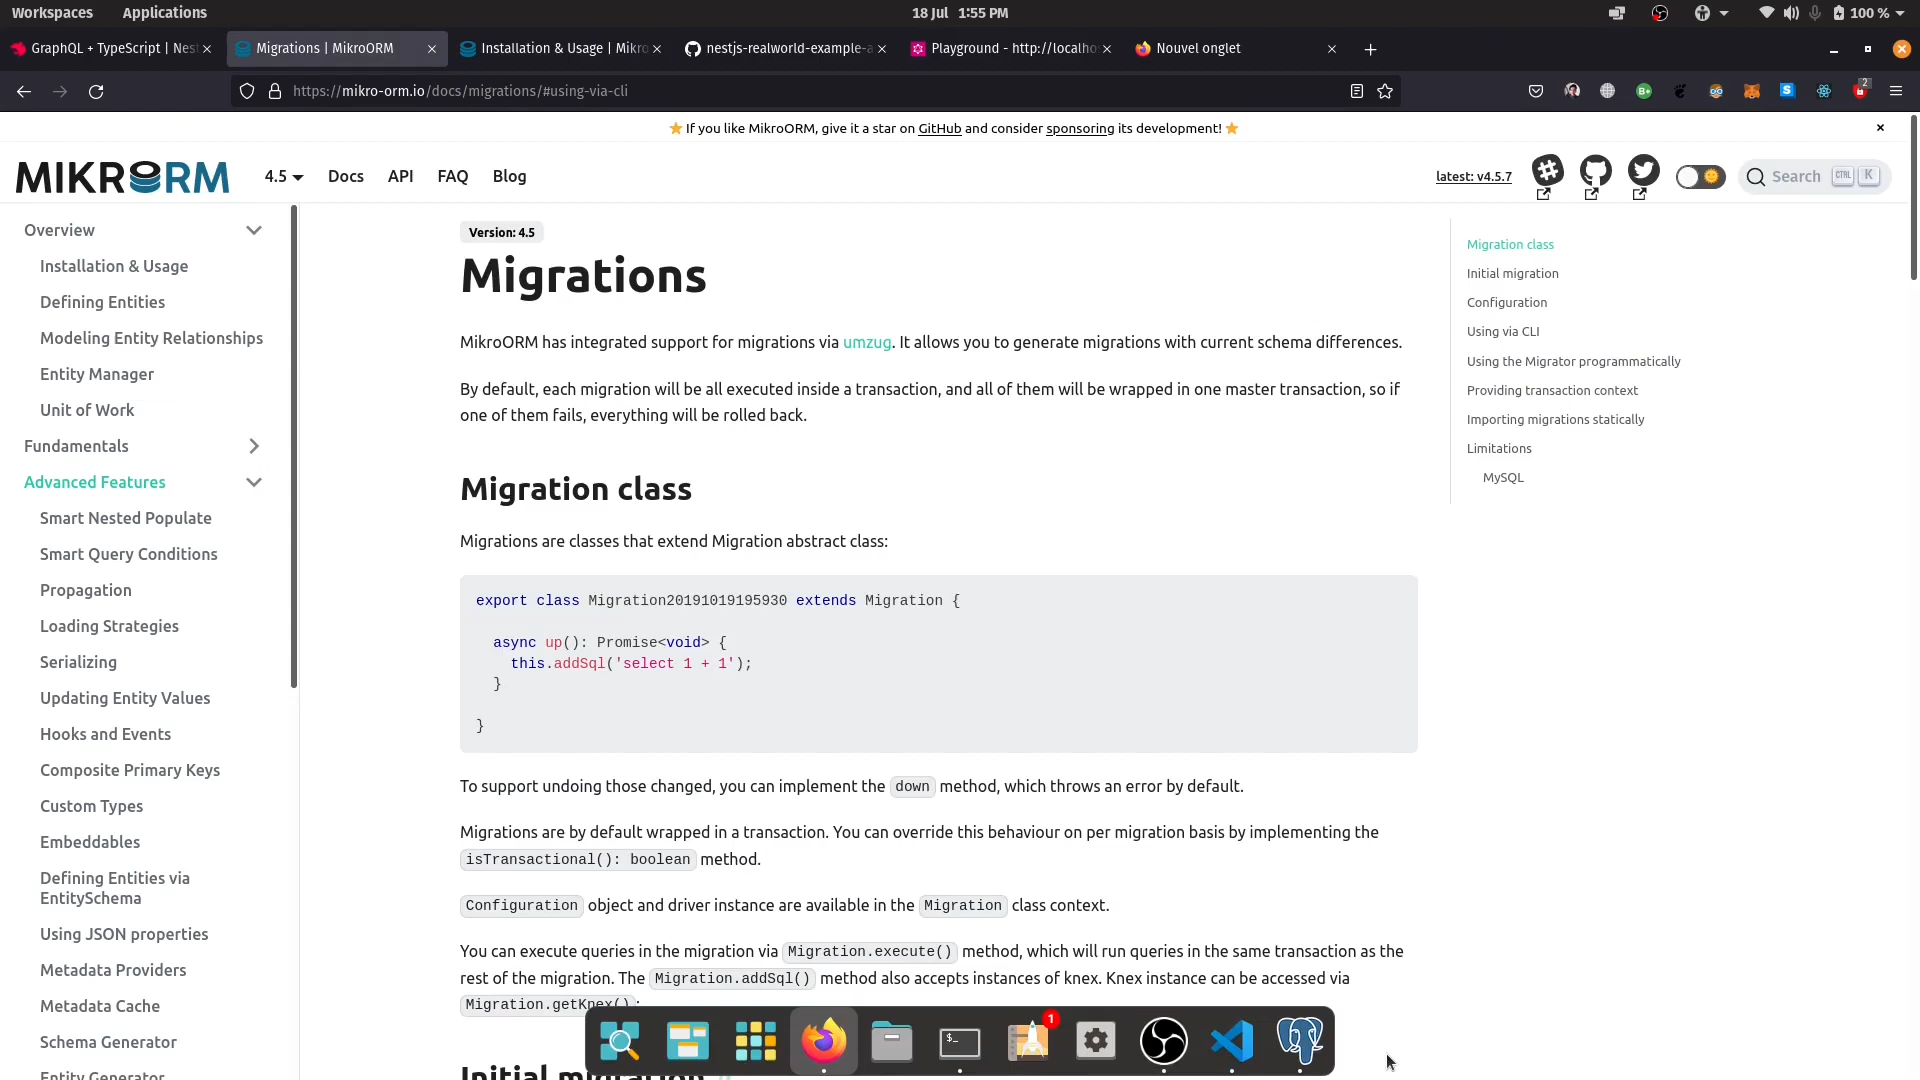 Workspaces Applications 18 Jul 1:55 PM 100 %
GraphQL + TypeScript | Nes
Migrations | MikroORM
Installation & Usage | Mikro
nestjs-realworld-example-a
Playground - http://localho
Nouvel onglet
https://mikro-orm.io/docs/migrations/#using-via-cli
2
If you like MikroORM, give it a star on GitHub and consider sponsoring its development!
MIKRORM 4.5 Docs API FAQ Blog latest: v4.5.7 Search CTRL K
Overview
Installation & Usage
Defining Entities
Modeling Entity Relationships
Entity Manager
Unit of Work
Fundamentals
Advanced Features
Smart Nested Populate
Smart Query Conditions
Propagation
Loading Strategies
Serializing
Updating Entity Values
Hooks and Events
Composite Primary Keys
Custom Types
Embeddables
Defining Entities via
EntitySchema
Using JSON properties
Metadata Providers
Metadata Cache
Schema Generator
Entity Generator
Version: 4.5
Migrations
MikroORM has integrated support for migrations via umzug. It allows you to generate migrations with current schema differences.
By default, each migration will be all executed inside a transaction, and all of them will be wrapped in one master transaction, so if
one of them fails, everything will be rolled back.
Migration class
Migrations are classes that extend Migration abstract class:
export class Migration20191019195930 extends Migration {
async up(): Promise<void> {
this.addSql('select 1 + 1');
}
}
To support undoing those changed, you can implement the down method, which throws an error by default.
Migrations are by default wrapped in a transaction. You can override this behaviour on per migration basis by implementing the
isTransactional(): boolean method.
Configuration object and driver instance are available in the Migration class context.
You can execute queries in the migration via Migration.execute() method, which will run queries in the same transaction as the
rest of the migration. The Migration.addSql() method also accepts instances of knex. Knex instance can be accessed via
Migration.getKnex():
Initial migration
Migration class
Initial migration
Configuration
Using via CLI
Using the Migrator programmatically
Providing transaction context
Importing migrations statically
Limitations
MySQL
$_
1